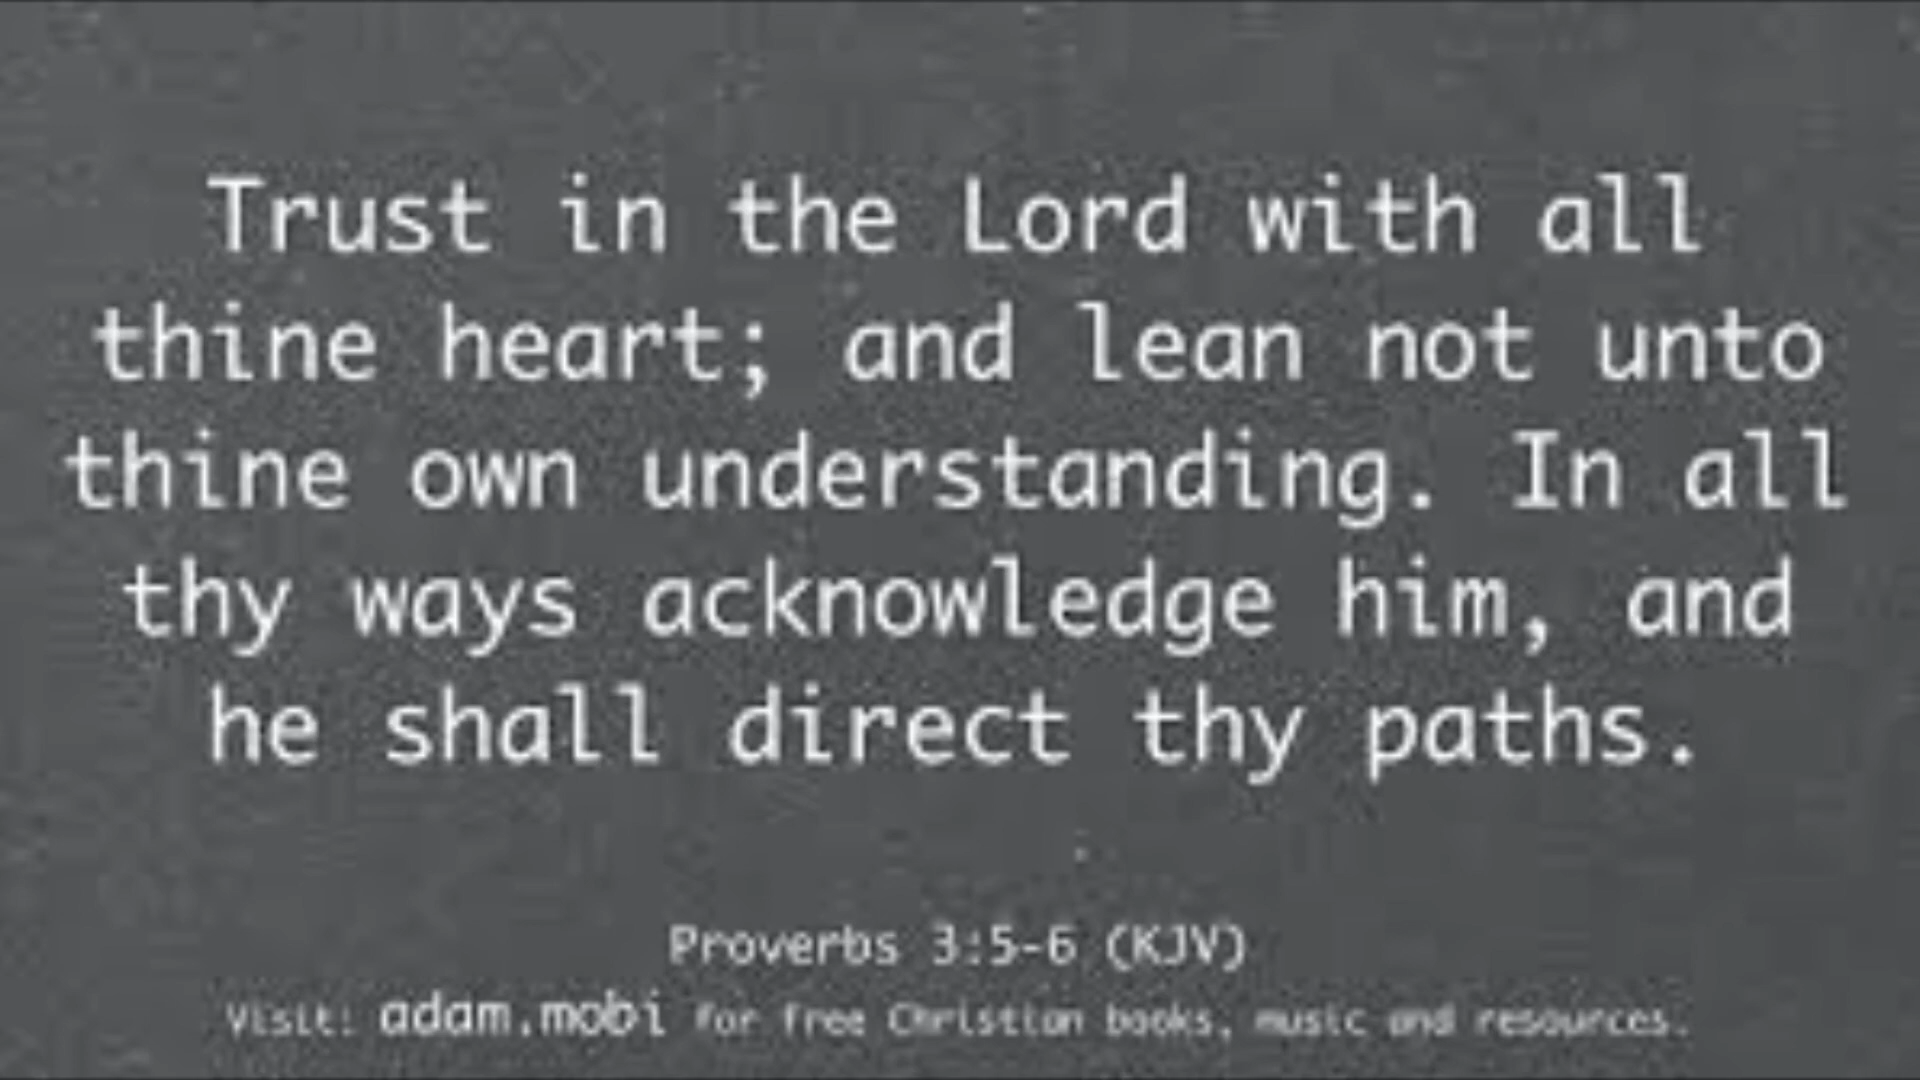 Trust in the Lord with all
thine heart; and lean not unto
thine own understanding. In all
thy ways acknowledge him, and
he shall direct thy paths.
Proverbs 3:5-6 (KJV)
Visit: adam.mobi for free Christian books, music and resources.